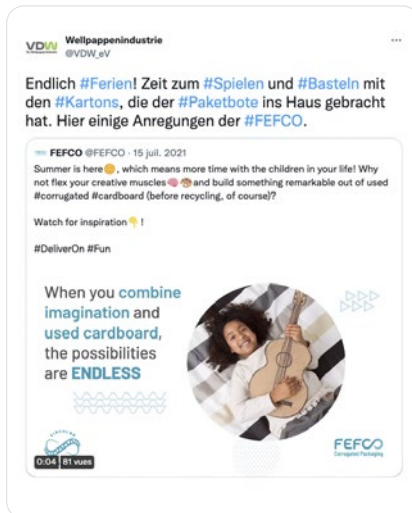 VDW
Wellpappenindustrie
@VDW_eV
Endlich #Ferien! Zeit zum #Spielen und #Basteln mit
den #Kartons, die der #Paketbote ins Haus gebracht
hat. Hier einige Anregungen der #FEFCO.
FEFCO @FEFCO · 15 juil. 2021
Summer is here🌞, which means more time with the children in your life! Why
not flex your creative muscles🧠🙈and build something remarkable out of used
#corrugated #cardboard (before recycling, of course)?
Watch for inspiration👇!
#DeliverOn #Fun
When you combine
imagination and
used cardboard,
the possibilities
are ENDLESS
CIRCULAR
0:04 81 vues
FEFCO
Corrugated Packaging